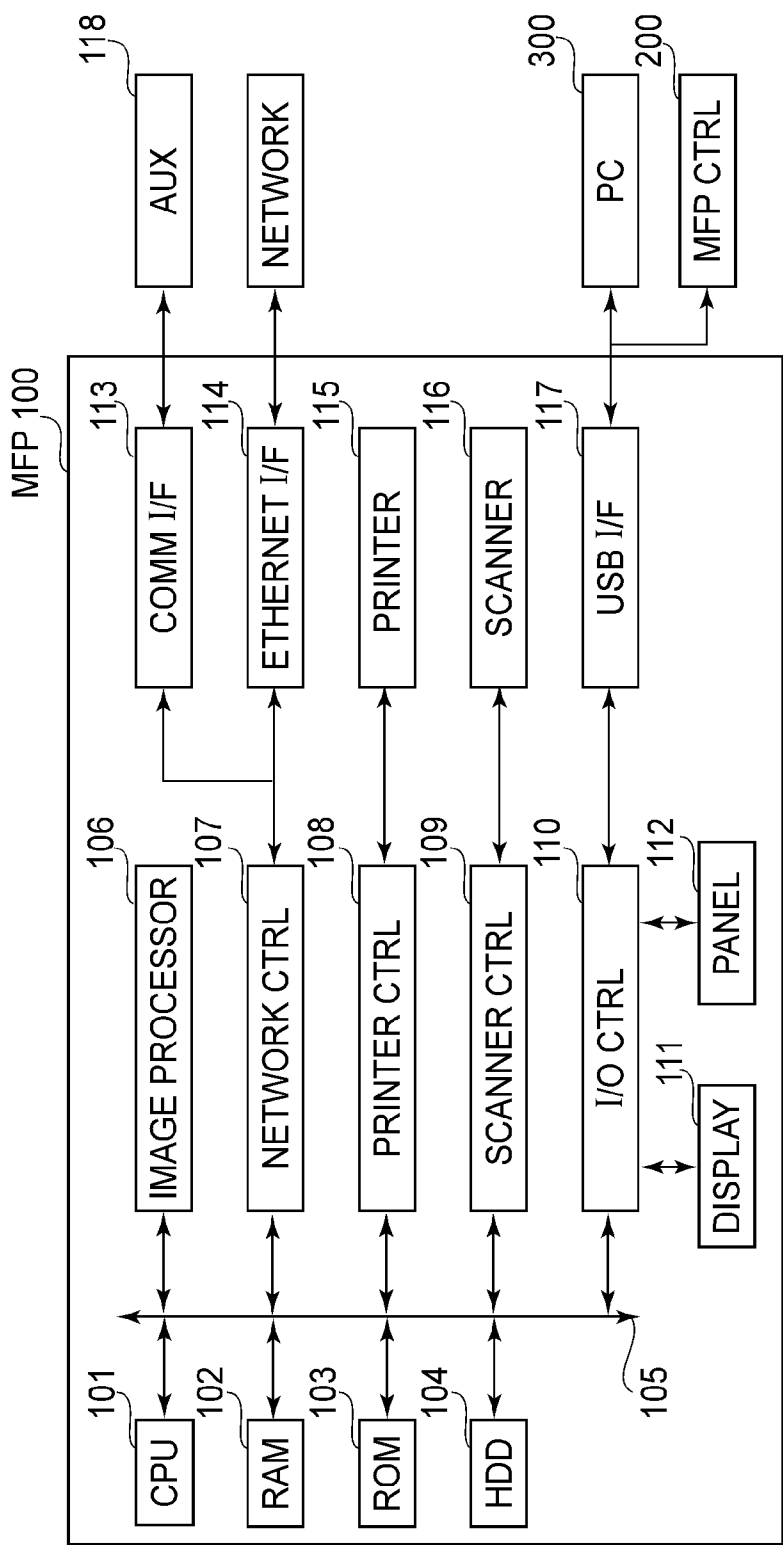 MFP 100
101
CPU
102
RAM
103
ROM
104
HDD
105
106
IMAGE PROCESSOR
107
NETWORK CTRL
108
PRINTER CTRL
109
SCANNER CTRL
110
I/O CTRL
111
DISPLAY
112
PANEL
113
COMM I/F
114
ETHERNET I/F
115
PRINTER
116
SCANNER
117
USB I/F
118
AUX
NETWORK
300
PC
200
MFP CTRL